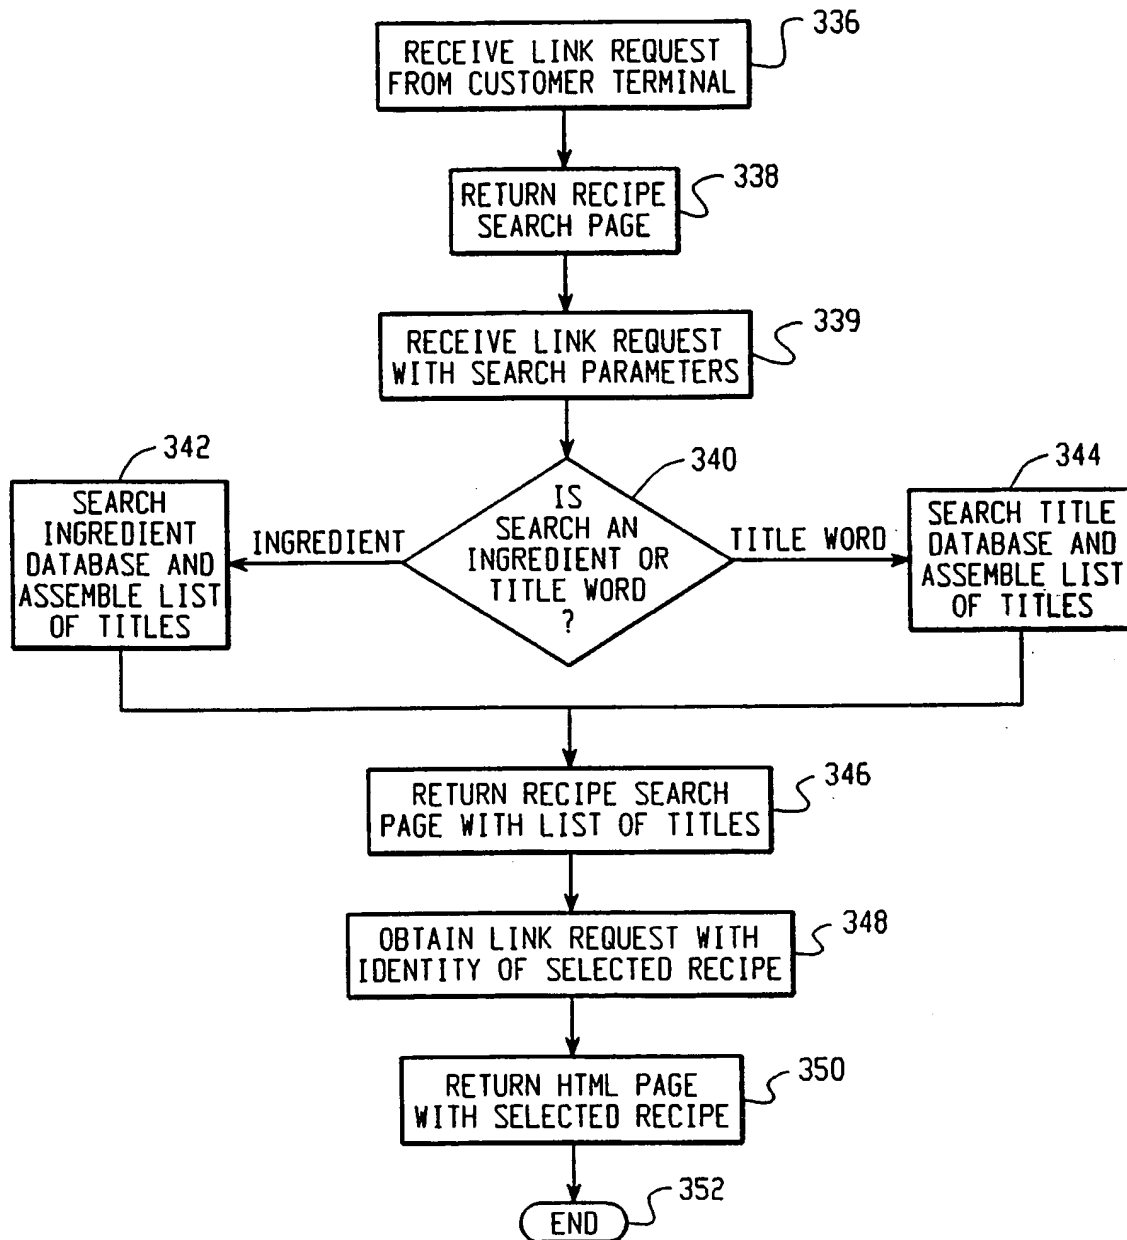 RECEIVE LINK REQUEST
FROM CUSTOMER TERMINAL
336
RETURN RECIPE
SEARCH PAGE
338
RECEIVE LINK REQUEST
WITH SEARCH PARAMETERS
339
342
SEARCH
INGREDIENT
DATABASE AND
ASSEMBLE LIST
OF TITLES
INGREDIENT
340
IS
SEARCH AN
INGREDIENT OR
TITLE WORD
?
TITLE WORD
344
SEARCH TITLE
DATABASE AND
ASSEMBLE LIST
OF TITLES
RETURN RECIPE SEARCH
PAGE WITH LIST OF TITLES
346
OBTAIN LINK REQUEST WITH
IDENTITY OF SELECTED RECIPE
348
RETURN HTML PAGE
WITH SELECTED RECIPE
350
END
352